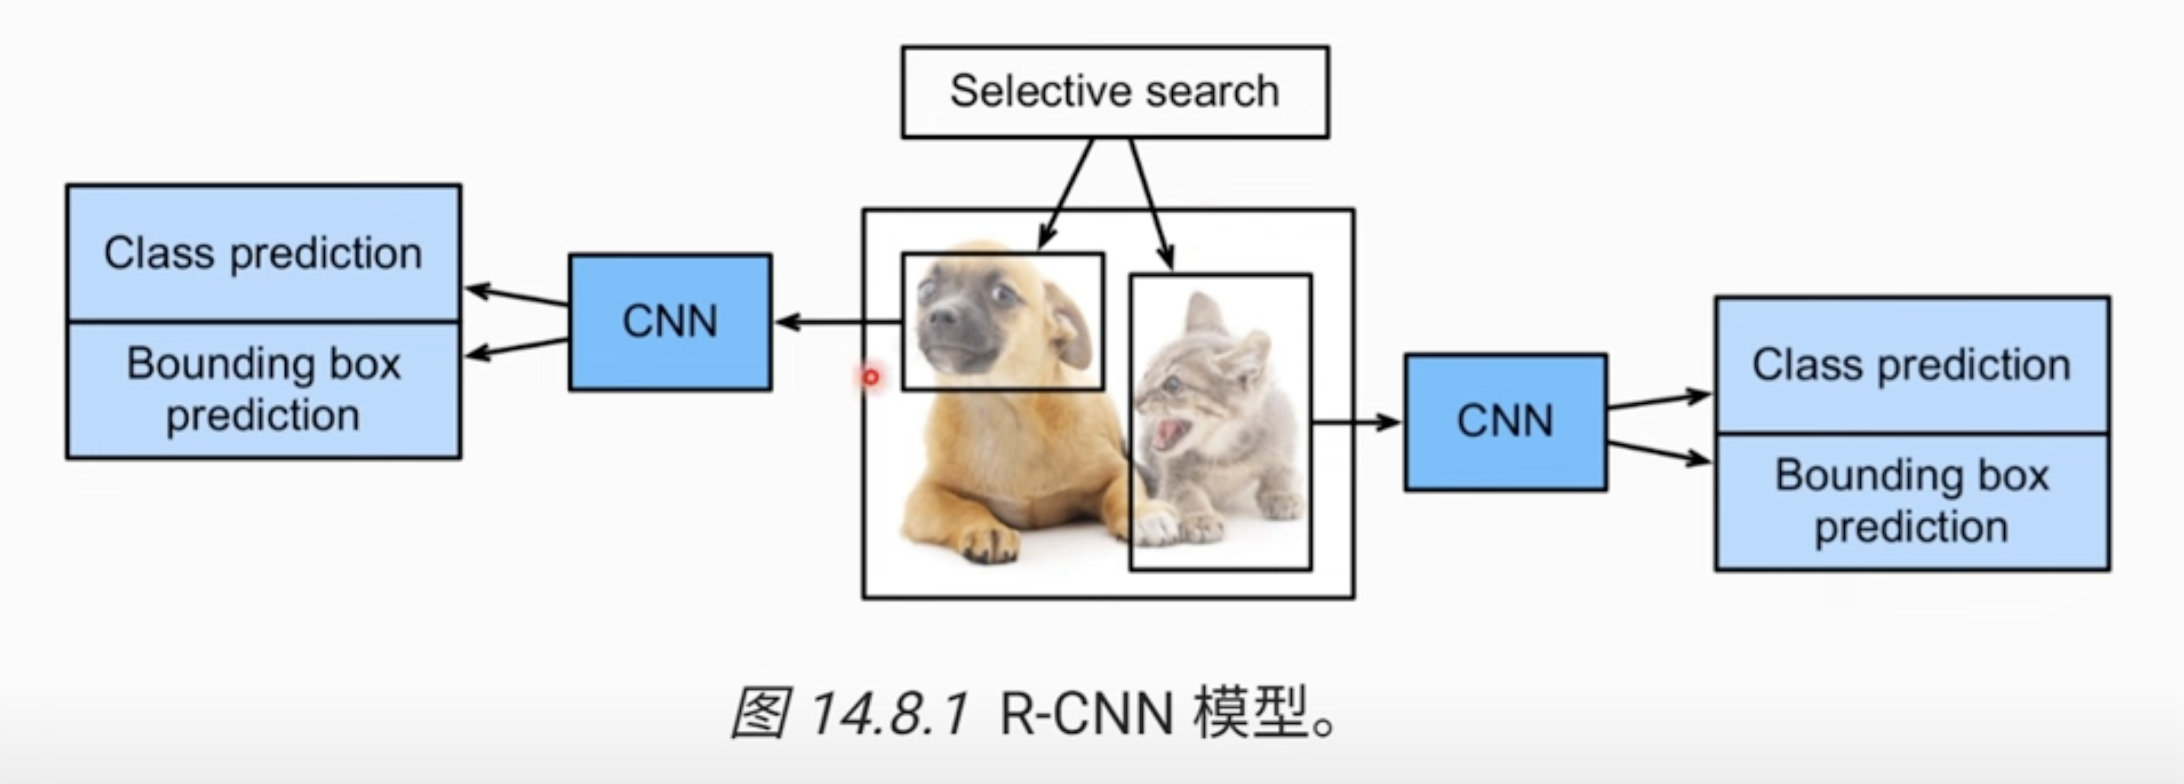 Selective search
Class prediction
Bounding box
prediction
CNN
CNN
Class prediction
Bounding box
prediction
图 14.8.1 R-CNN 模型。